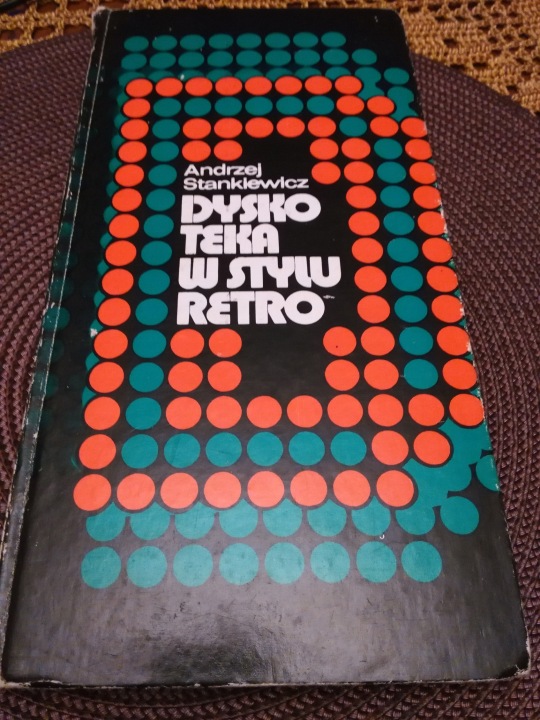 Andrzej
Stankiewicz
DYSKO
TEKA
W STYLU
RETRO